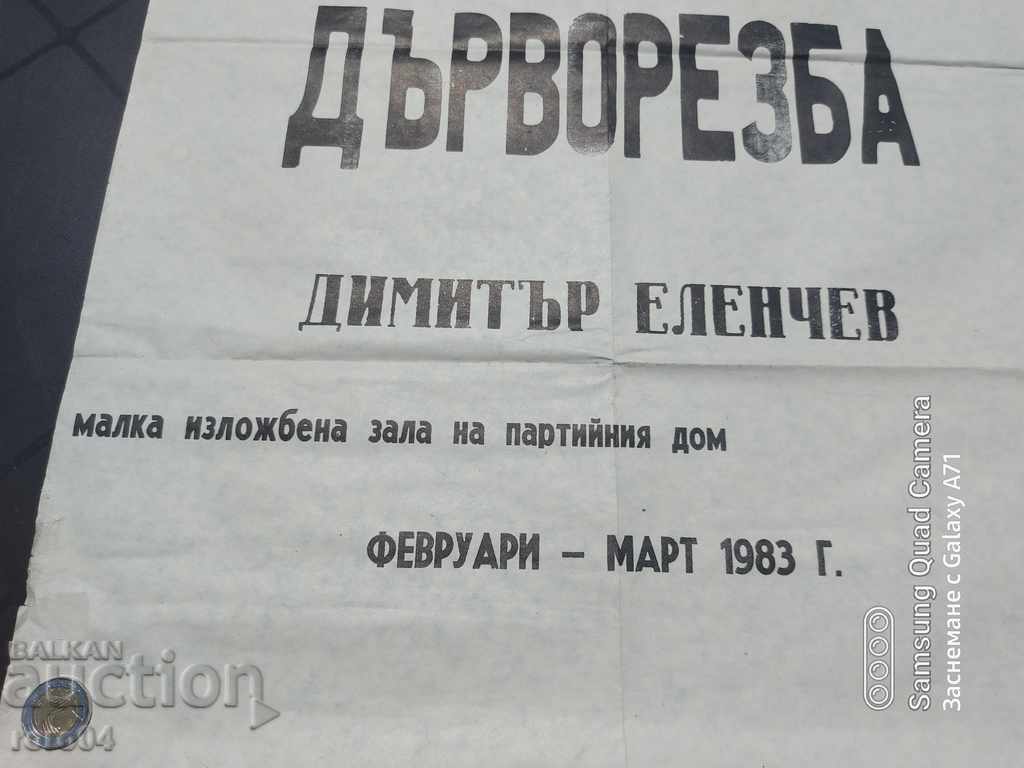 ДЪРВОРЕЗБА
ДИМИТЪР ЕЛЕНЧЕВ
МАЛКА ИЗЛОЖБЕНА ЗАЛА НА ПАРТИЙНИЯ ДОМ
ФЕВРУАРИ – МАРТ 1983 Г.
Samsung Quad Camera
Заснемане с Galaxy A71
BALKAN
auction